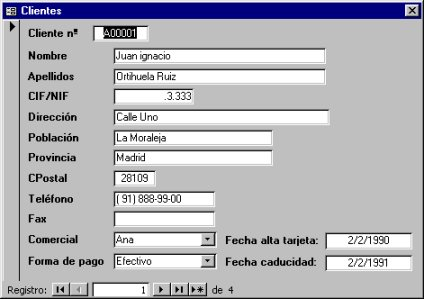 Clientes
Cliente nº A00001
Nombre Juan ignacio
Apellidos Ortihuela Ruiz
CIF/NIF .3.333
Dirección Calle Uno
Población La Moraleja
Provincia Madrid
CPostal 28109
Teléfono ( 91) 888-99-00
Fax
Comercial Ana Fecha alta tarjeta: 2/2/1990
Forma de pago Efectivo Fecha caducidad: 2/2/1991
Registro: 1 de 4